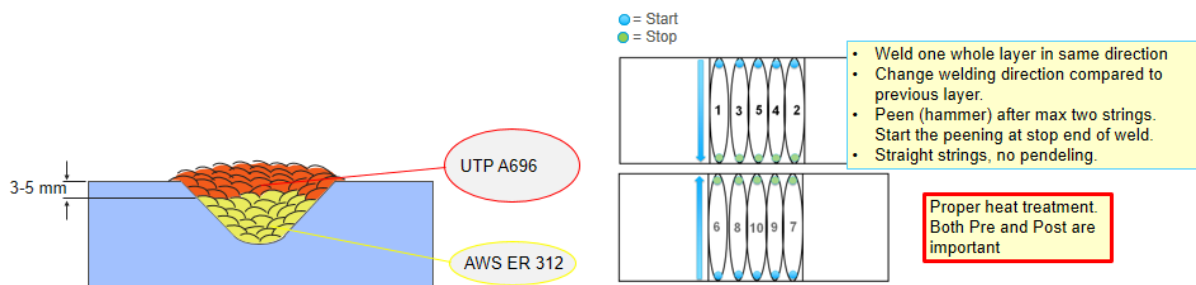 3-5 mm
UTP A696
AWS ER 312
= Start
= Stop
1 3 5 4 2
6 8 10 9 7
• Weld one whole layer in same direction
• Change welding direction compared to
previous layer.
• Peen (hammer) after max two strings.
Start the peening at stop end of weld.
• Straight strings, no pendeling.
Proper heat treatment.
Both Pre and Post are
important